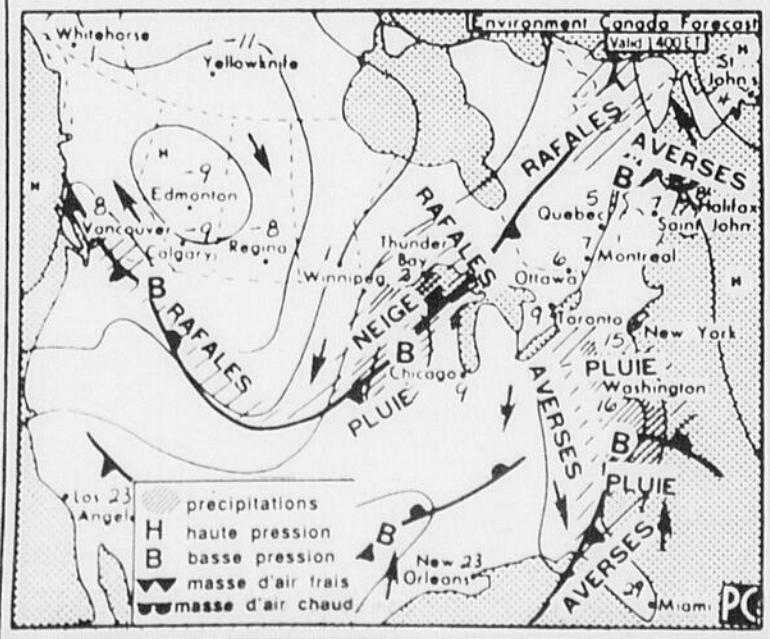 Environment Canada Forecast
Valid 1400 ET
Whitehorse
Yellowknife
H
St
John's
H
-9
Edmonton
H
RAFALES
AVERSES
B
8
Vancouver
-9
Calgary
-8
Regina
5
Quebec
7
Halifax
Saint John
RAFALES
Thunder
Bay
Winnipeg
2
7
Montreal
6
Ottawa
H
B
RAFALES
NEIGE
9
Toronto
New York
15
B
Chicago
9
PLUIE
PLUIE
Washington
16
AVERSES
B
PLUIE
Los 23
Angel
B
New 23
Orleans
AVERSES
29
Miami
précipitations
H haute pression
B basse pression
masse d'air frais
masse d'air chaud
PC